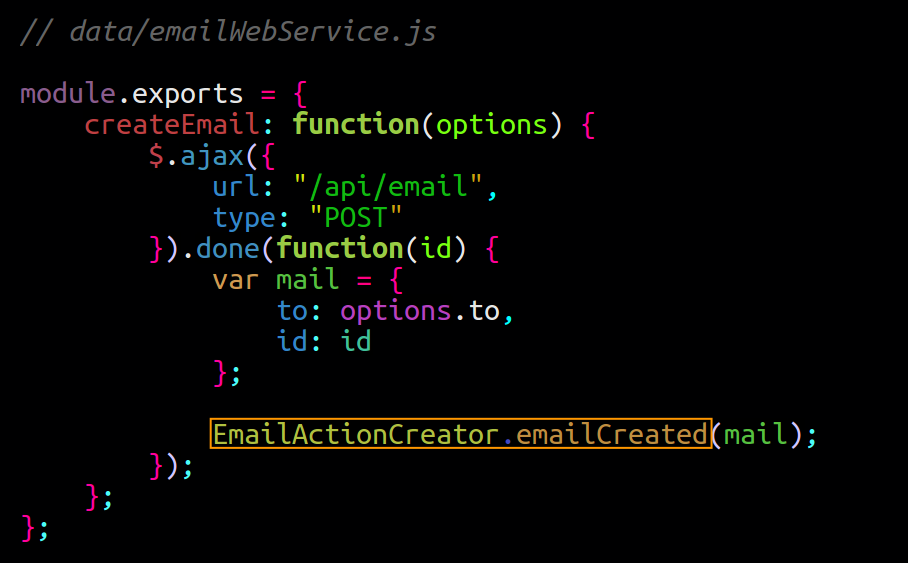 // data/emailWebService.js

module.exports = {
    createEmail: function(options) {
        $.ajax({
            url: "/api/email",
            type: "POST"
        }).done(function(id) {
            var mail = {
                to: options.to,
                id: id
            };

            EmailActionCreator.emailCreated(mail);
        });
    };
};